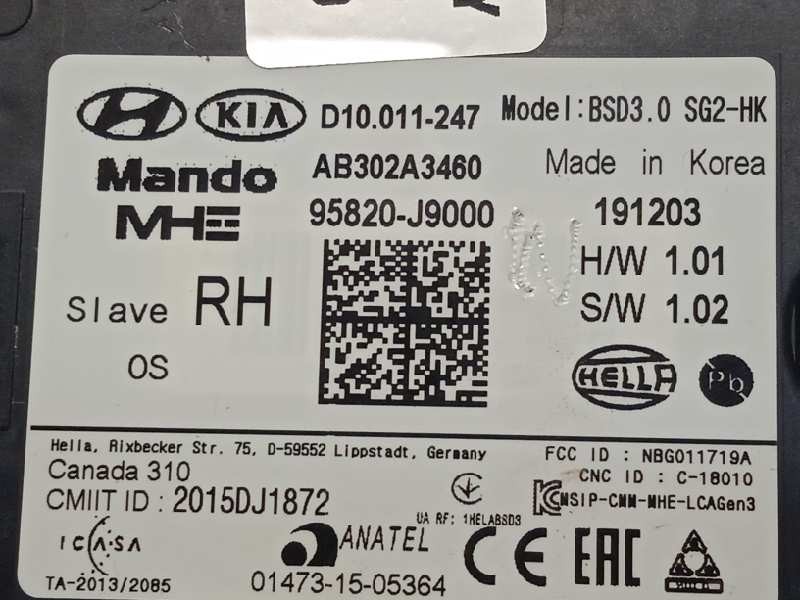 KIA D10.011-247 Model:BSD3.0 SG2-HK
Mando AB302A3460 Made in Korea
MHE 95820-J9000 191203
H/W 1.01
Slave RH S/W 1.02
OS
HELLA Pb
Hella, Rixbecker Str. 75, D-59552 Lippstadt, Germany FCC ID : NBG011719A
Canada 310 CNC ID : C-18010
CMIIT ID : 2015DJ1872 MSIP-CMM-MHE-LCAGen3
UA RF: 1HELABSD3
ICASA ANATEL CE EAC
TA-2013/2085 01473-15-05364